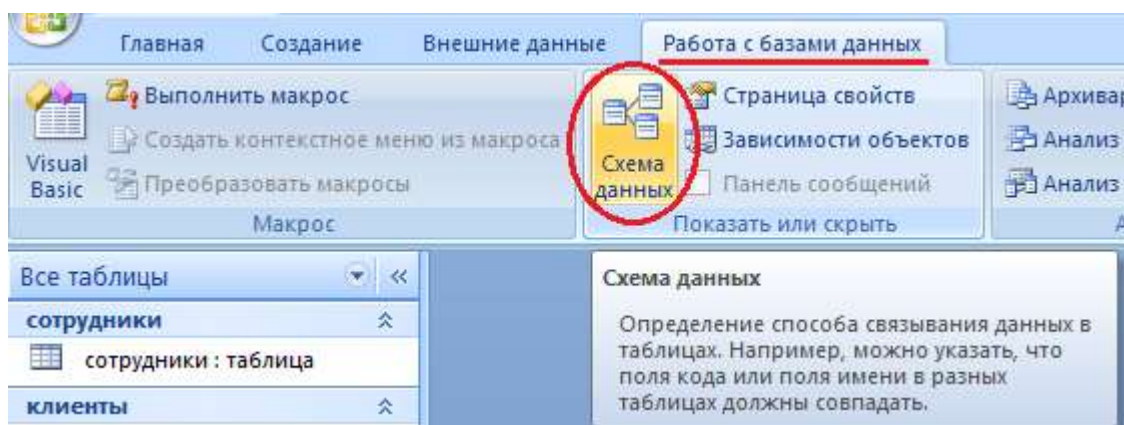 Главная Создание Внешние данные Работа с базами данных
Выполнить макрос
Создать контекстное меню из макроса
Преобразовать макросы
Visual
Basic
Макрос
Схема
данных
Страница свойств
Зависимости объектов
Панель сообщений
Показать или скрыть
Анализ
Анализ
Все таблицы
сотрудники
сотрудники : таблица
клиенты
Схема данных
Определение способа связывания данных в
таблицах. Например, можно указать, что
поля кода или поля имени в разных
таблицах должны совпадать.